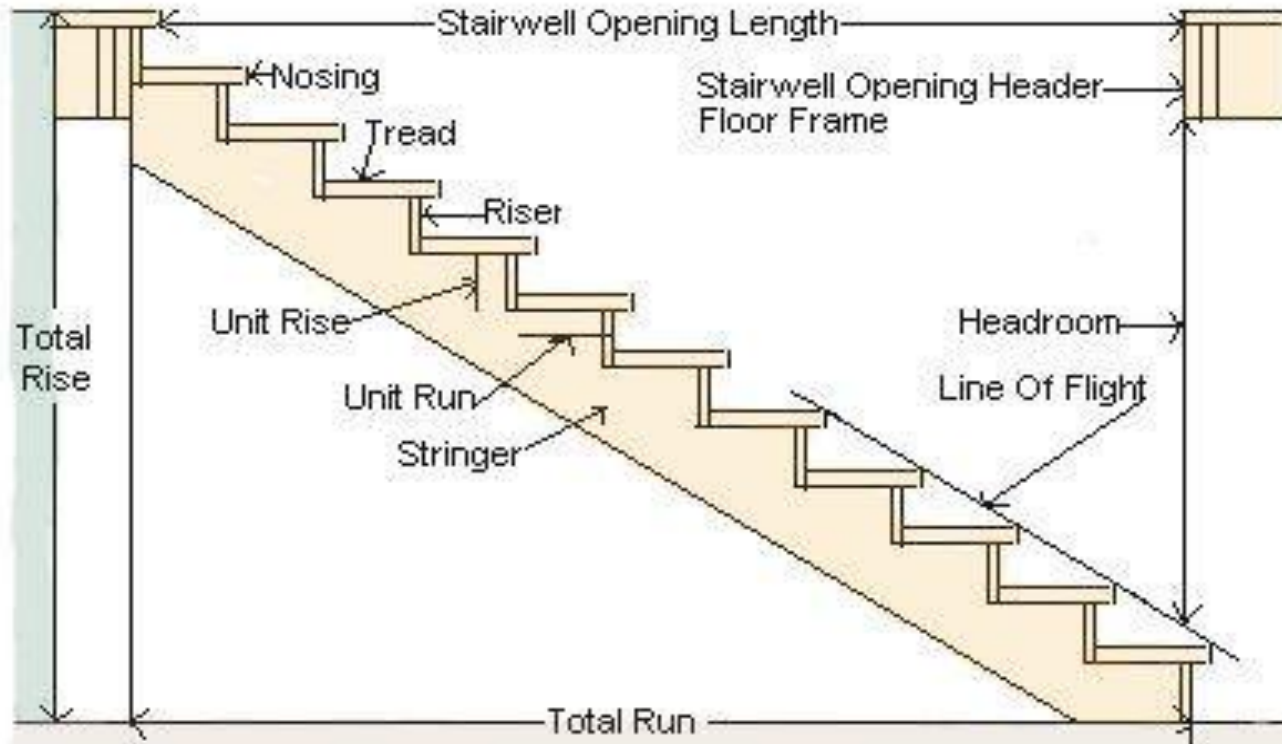 Stairwell Opening Length
Nosing
Stairwell Opening Header
Floor Frame
Tread
Riser
Unit Rise
Headroom
Total
Rise
Unit Run
Line Of Flight
Stringer
Total Run